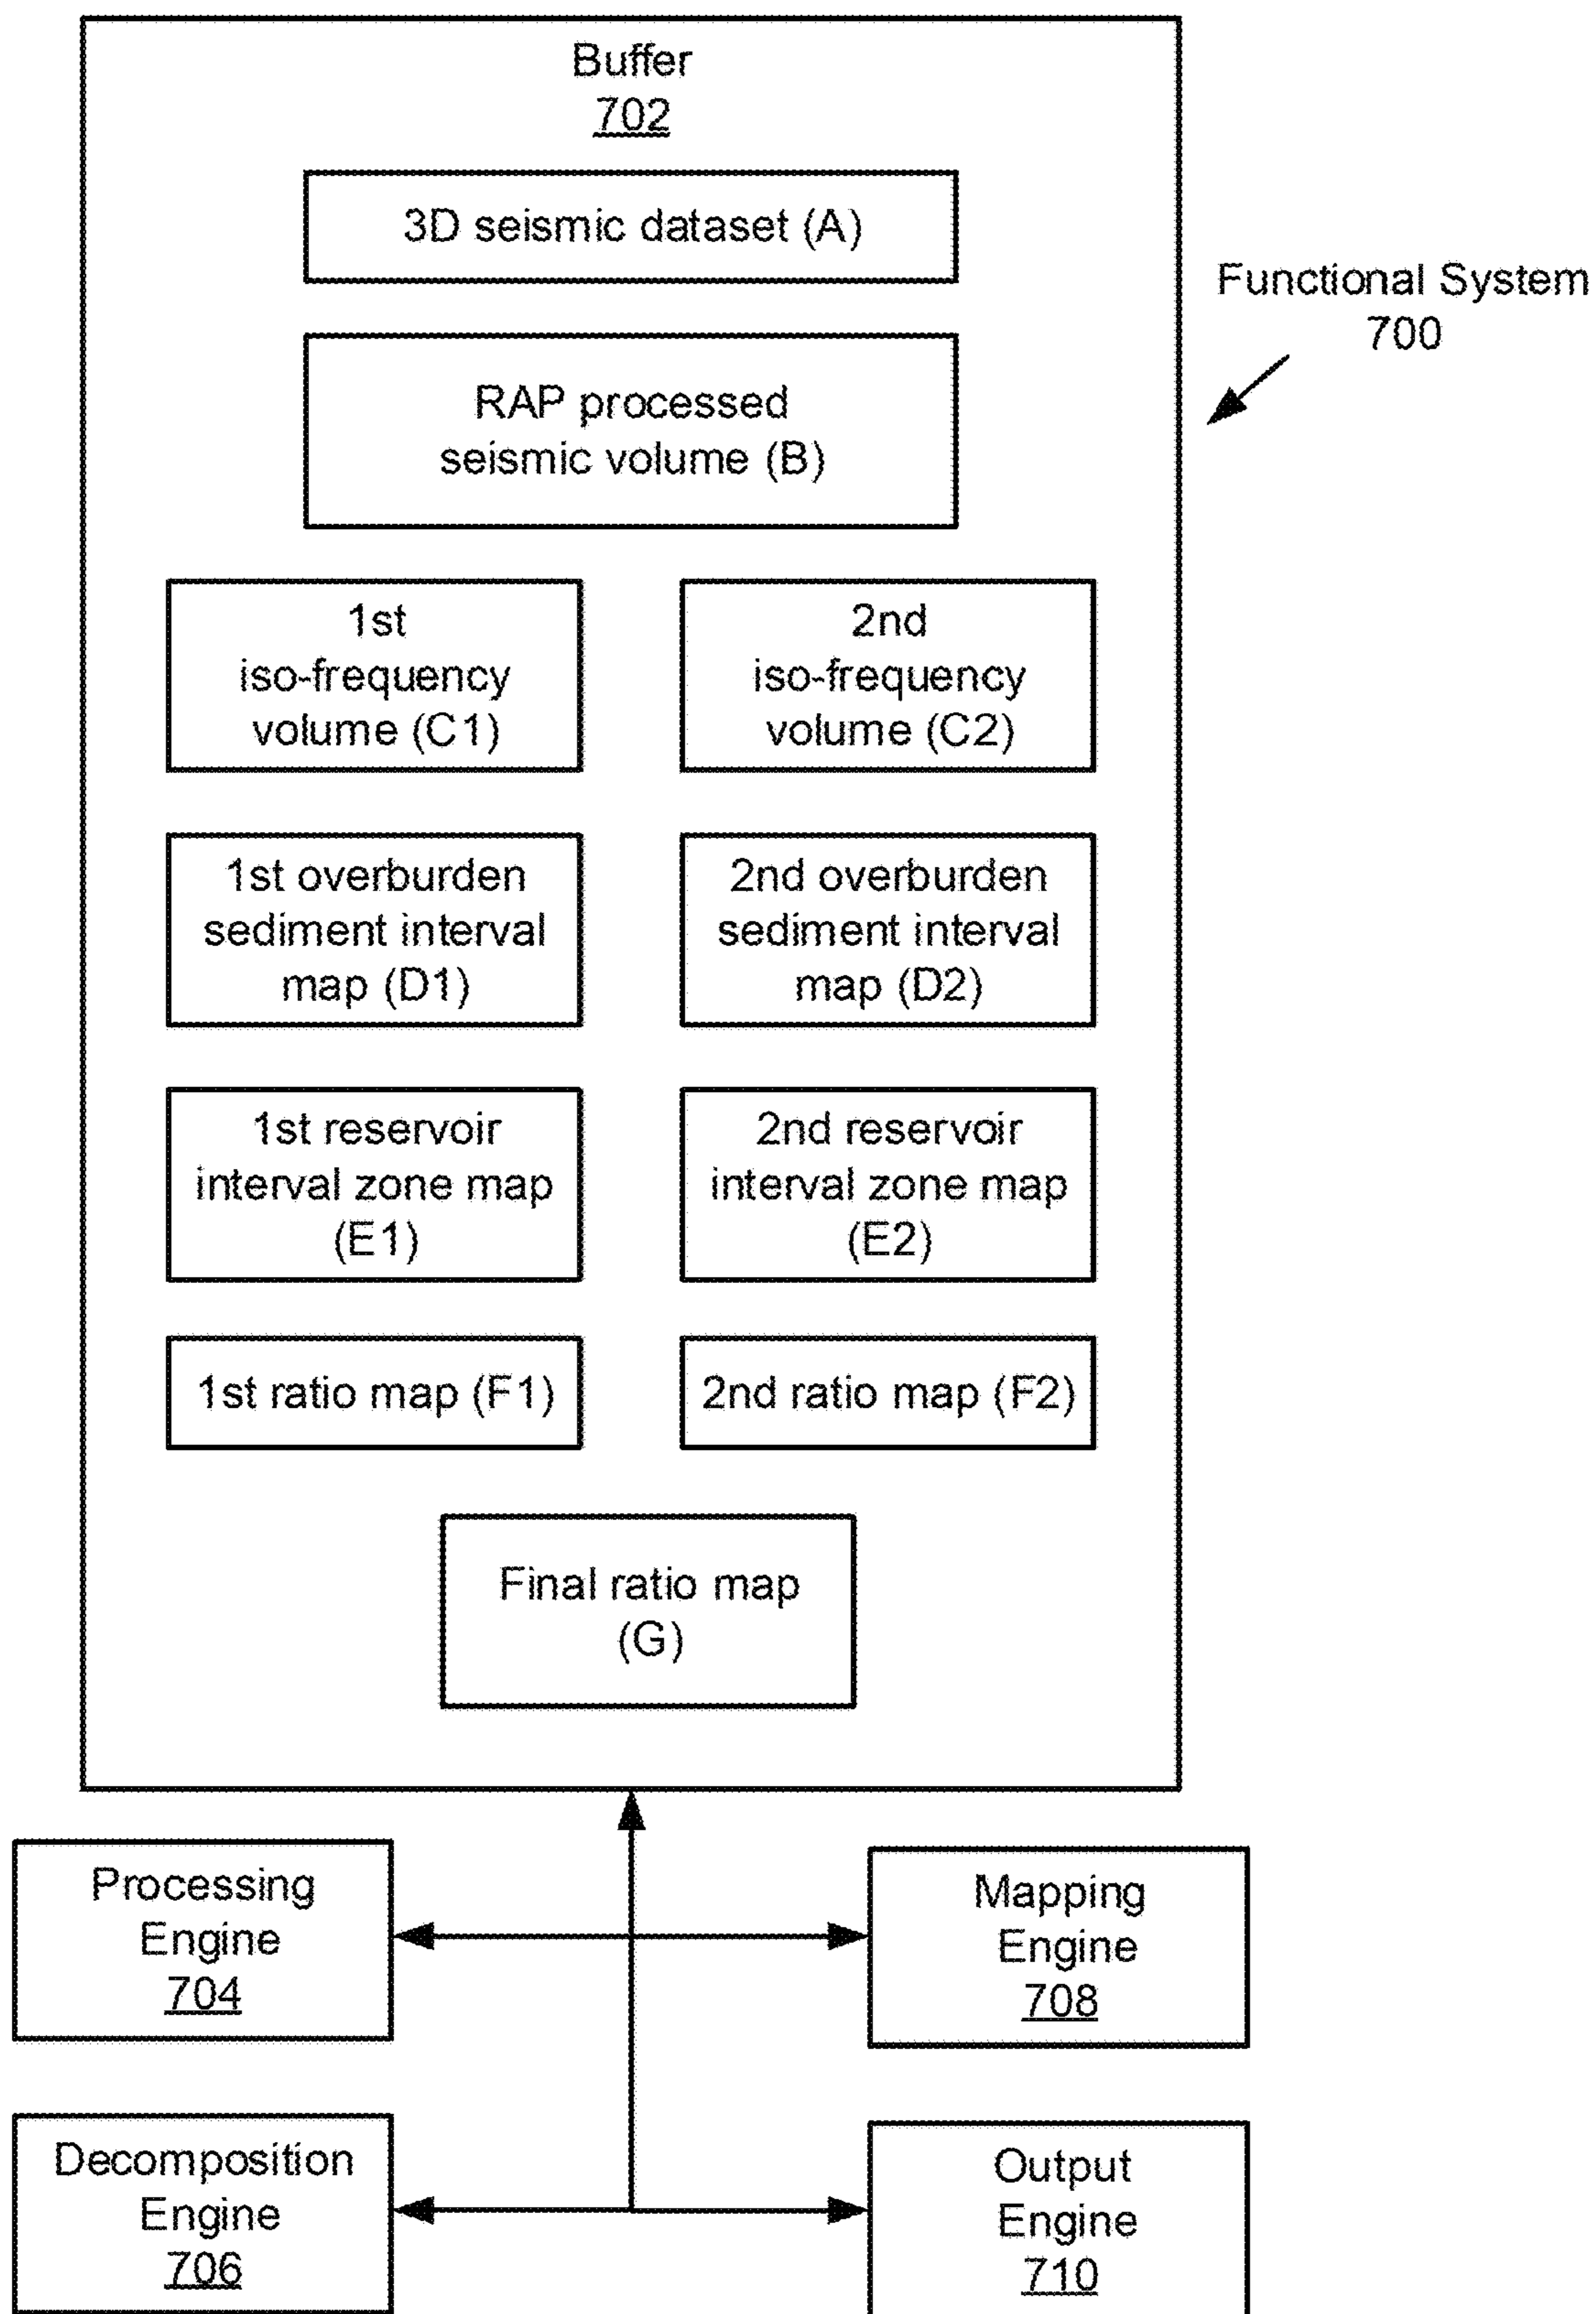 Buffer
702
3D seismic dataset (A)
Functional System
700
RAP processed
seismic volume (B)
1st
iso-frequency
volume (C1)
2nd
iso-frequency
volume (C2)
1st overburden
sediment interval
map (D1)
2nd overburden
sediment interval
map (D2)
1st reservoir
interval zone map
(E1)
2nd reservoir
interval zone map
(E2)
1st ratio map (F1)
2nd ratio map (F2)
Final ratio map
(G)
Processing
Engine
704
Mapping
Engine
708
Decomposition
Engine
706
Output
Engine
710